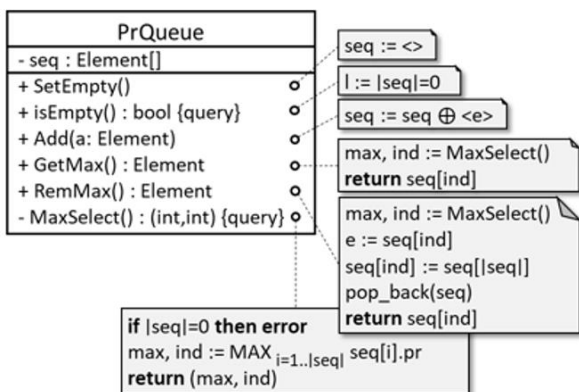 PrQueue
- seq : Element[]
+ SetEmpty()
+ isEmpty() : bool {query}
+ Add(a: Element)
+ GetMax() : Element
+ RemMax() : Element
- MaxSelect() : (int,int) {query}
seq := <>
l := |seq|=0
seq := seq ⊕ <e>
max, ind := MaxSelect()
return seq[ind]
max, ind := MaxSelect()
e := seq[ind]
seq[ind] := seq[|seq|]
pop_back(seq)
return seq[ind]
if |seq|=0 then error
max, ind := MAX i=1..|seq| seq[i].pr
return (max, ind)